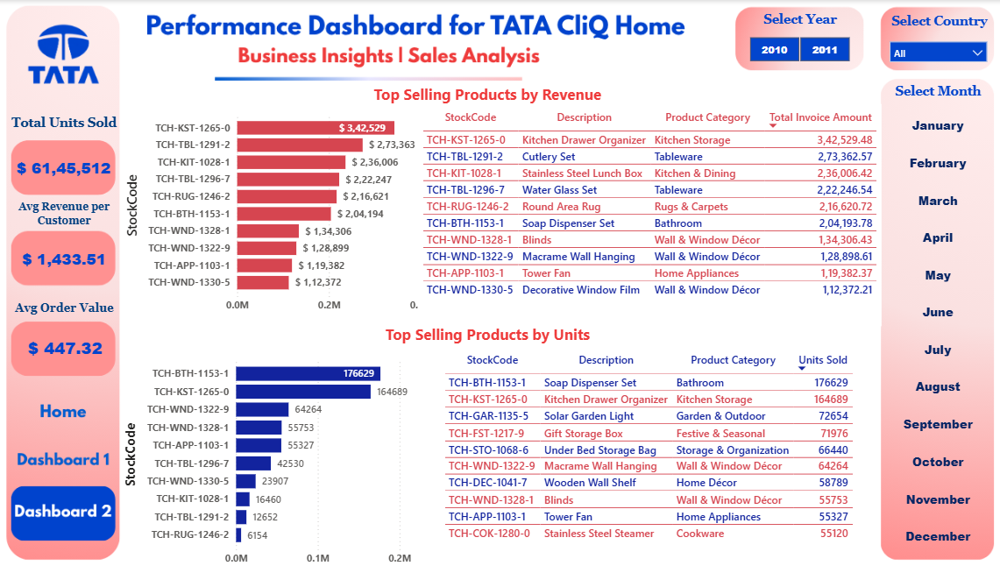 TATA
Performance Dashboard for TATA CliQ Home
Business Insights | Sales Analysis
Select Year
2010 2011
Select Country
All
Total Units Sold
$ 61,45,512
Avg Revenue per
Customer
$ 1,433.51
Avg Order Value
$ 447.32
Home
Dashboard 1
Dashboard 2
Top Selling Products by Revenue
StockCode
TCH-KST-1265-0 $ 3,42,529
TCH-TBL-1291-2 $ 2,73,363
TCH-KIT-1028-1 $ 2,36,006
TCH-TBL-1296-7 $ 2,22,247
TCH-RUG-1246-2 $ 2,16,621
TCH-BTH-1153-1 $ 2,04,194
TCH-WND-1328-1 $ 1,34,306
TCH-WND-1322-9 $ 1,28,899
TCH-APP-1103-1 $ 1,19,382
TCH-WND-1330-5 $ 1,12,372
0.0M 0.2M 0.
StockCode Description Product Category Total Invoice Amount
TCH-KST-1265-0 Kitchen Drawer Organizer Kitchen Storage 3,42,529.48
TCH-TBL-1291-2 Cutlery Set Tableware 2,73,362.57
TCH-KIT-1028-1 Stainless Steel Lunch Box Kitchen & Dining 2,36,006.42
TCH-TBL-1296-7 Water Glass Set Tableware 2,22,246.54
TCH-RUG-1246-2 Round Area Rug Rugs & Carpets 2,16,620.72
TCH-BTH-1153-1 Soap Dispenser Set Bathroom 2,04,193.78
TCH-WND-1328-1 Blinds Wall & Window Décor 1,34,306.43
TCH-WND-1322-9 Macrame Wall Hanging Wall & Window Décor 1,28,898.61
TCH-APP-1103-1 Tower Fan Home Appliances 1,19,382.37
TCH-WND-1330-5 Decorative Window Film Wall & Window Décor 1,12,372.21
Top Selling Products by Units
StockCode
TCH-BTH-1153-1 176629
TCH-KST-1265-0 164689
TCH-WND-1322-9 64264
TCH-WND-1328-1 55753
TCH-APP-1103-1 55327
TCH-TBL-1296-7 42530
TCH-WND-1330-5 23907
TCH-KIT-1028-1 16460
TCH-TBL-1291-2 12652
TCH-RUG-1246-2 6154
0.0M 0.1M 0.2M
StockCode Description Product Category Units Sold
TCH-BTH-1153-1 Soap Dispenser Set Bathroom 176629
TCH-KST-1265-0 Kitchen Drawer Organizer Kitchen Storage 164689
TCH-GAR-1135-5 Solar Garden Light Garden & Outdoor 72654
TCH-FST-1217-9 Gift Storage Box Festive & Seasonal 71976
TCH-STO-1068-6 Under Bed Storage Bag Storage & Organization 66440
TCH-WND-1322-9 Macrame Wall Hanging Wall & Window Décor 64264
TCH-DEC-1041-7 Wooden Wall Shelf Home Décor 58789
TCH-WND-1328-1 Blinds Wall & Window Décor 55753
TCH-APP-1103-1 Tower Fan Home Appliances 55327
TCH-COK-1280-0 Stainless Steel Steamer Cookware 55120
Select Month
January
February
March
April
May
June
July
August
September
October
November
December